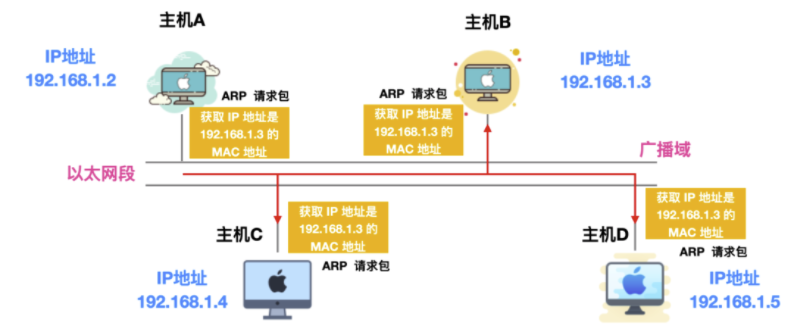 主机A
主机B
IP地址
192.168.1.2
IP地址
192.168.1.3
ARP 请求包
ARP 请求包
获取 IP 地址是
192.168.1.3 的
MAC 地址
获取 IP 地址是
192.168.1.3 的
MAC 地址
广播域
以太网段
获取 IP 地址是
192.168.1.3 的
MAC 地址
获取 IP 地址是
192.168.1.3 的
MAC 地址
主机C
主机D
ARP 请求包
ARP 请求包
IP地址
192.168.1.4
IP地址
192.168.1.5